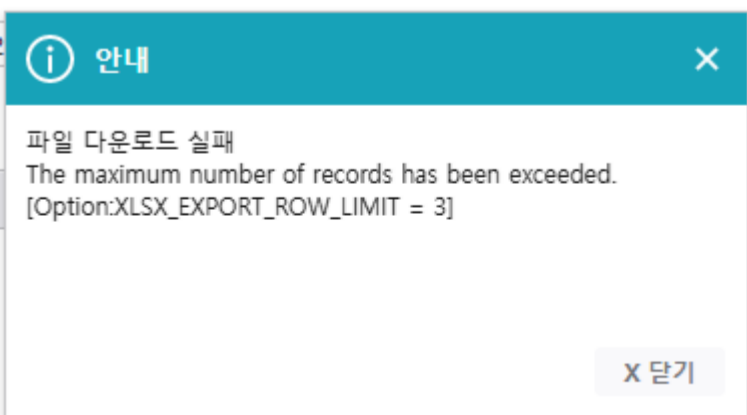 안내
파일 다운로드 실패
The maximum number of records has been exceeded.
[Option:XLSX_EXPORT_ROW_LIMIT = 3]
X 닫기